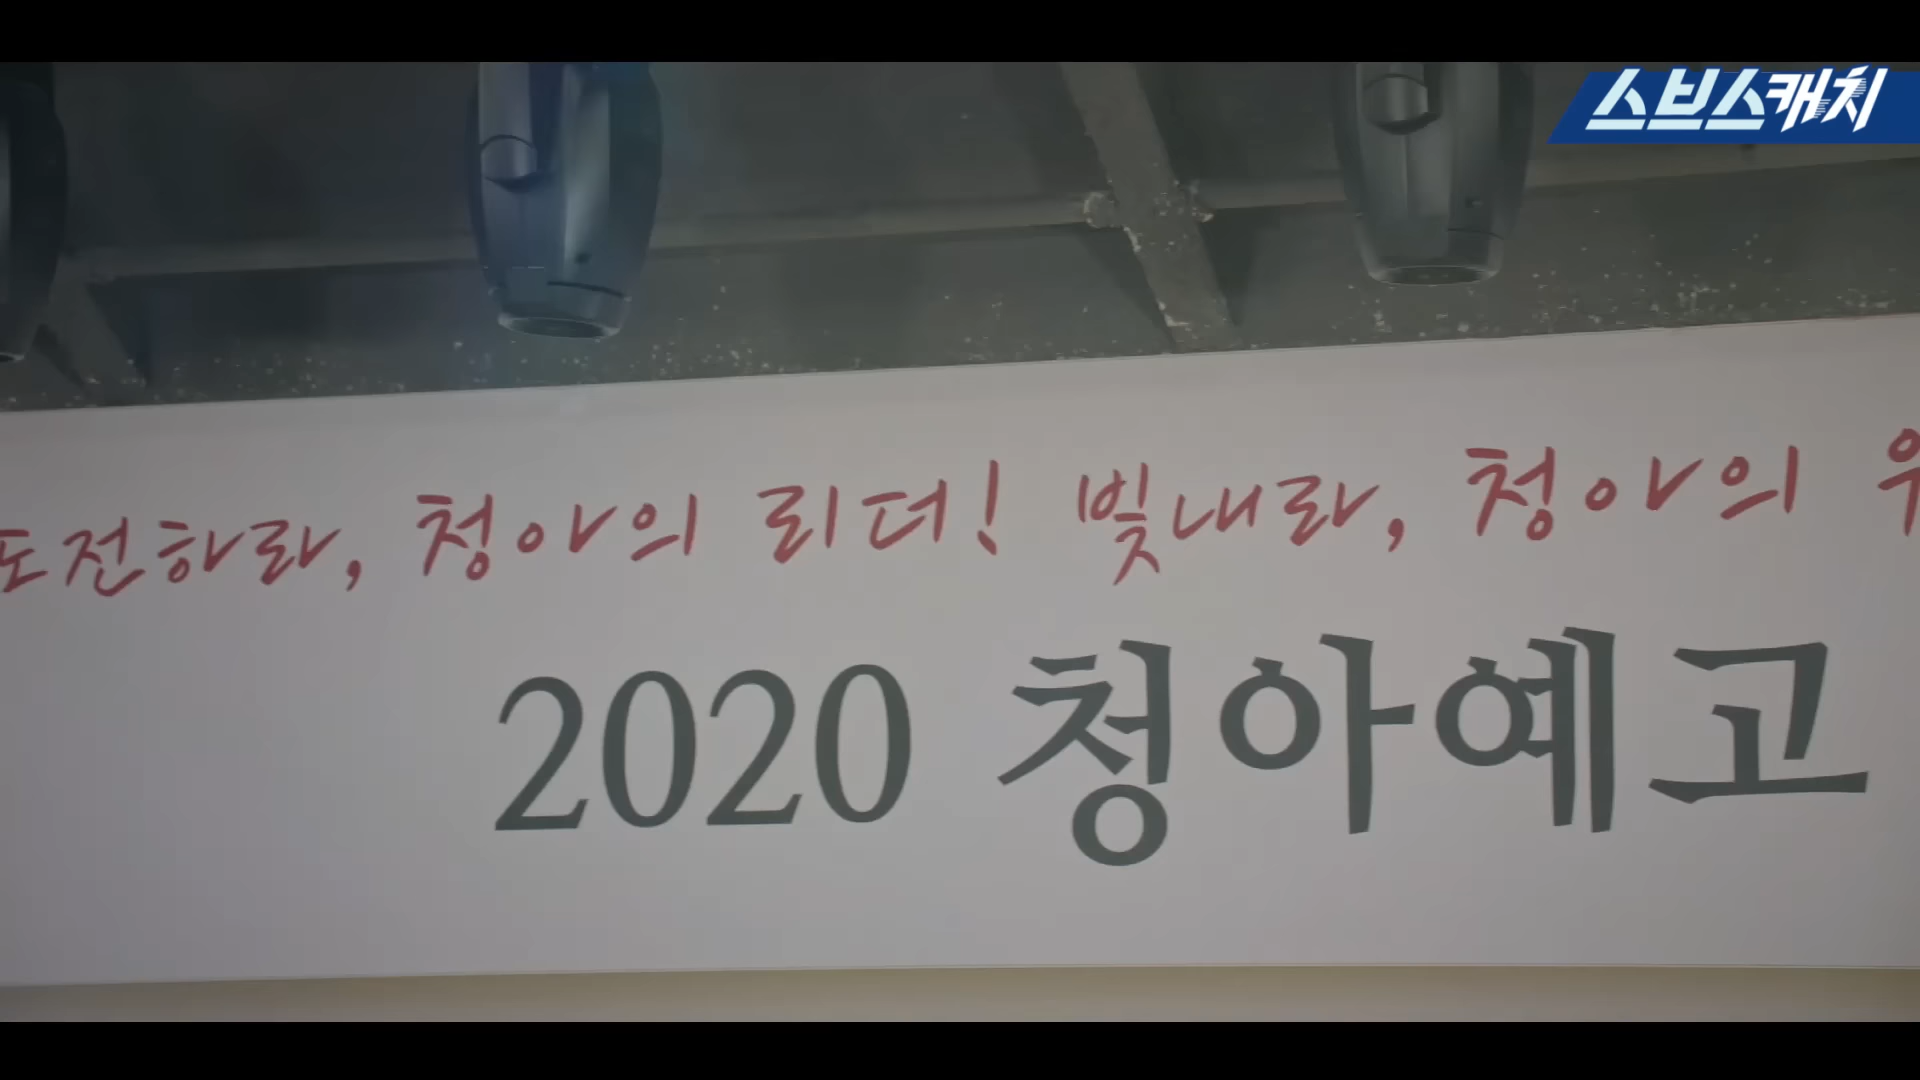 스브스캐치
도전하라, 청아의 리더! 빛내라, 청아의
2020 청아예고